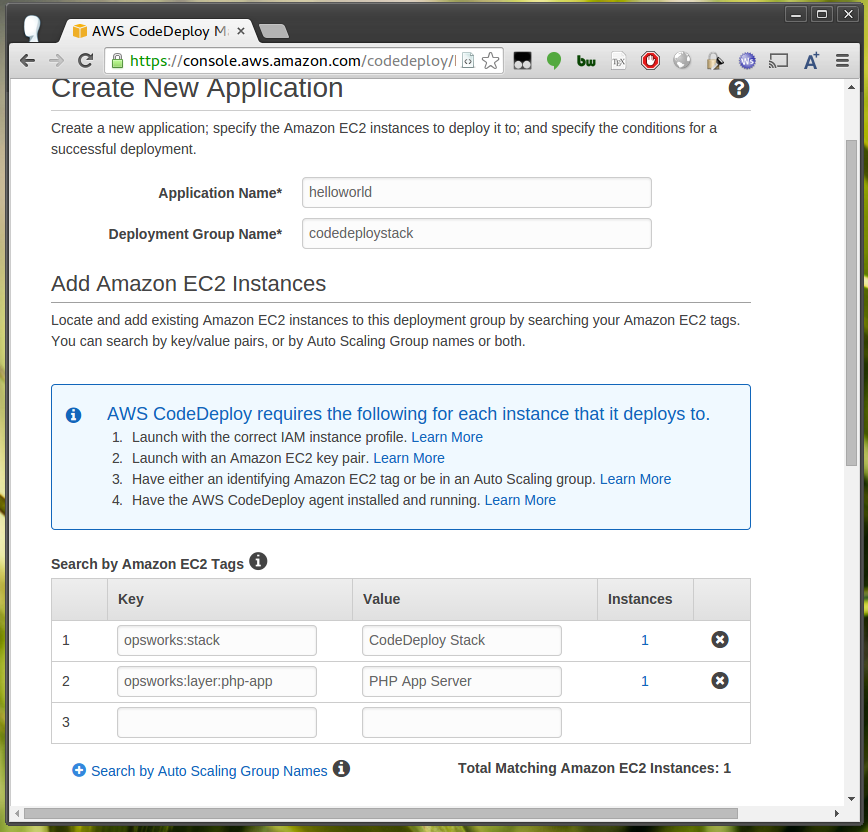 AWS CodeDeploy M
https://console.aws.amazon.com/codedeploy/
Create New Application
Create a new application; specify the Amazon EC2 instances to deploy it to; and specify the conditions for a
successful deployment.
Application Name*
helloworld
Deployment Group Name*
codedeploystack
Add Amazon EC2 Instances
Locate and add existing Amazon EC2 instances to this deployment group by searching your Amazon EC2 tags.
You can search by key/value pairs, or by Auto Scaling Group names or both.
AWS CodeDeploy requires the following for each instance that it deploys to.
1. Launch with the correct IAM instance profile. Learn More
2. Launch with an Amazon EC2 key pair. Learn More
3. Have either an identifying Amazon EC2 tag or be in an Auto Scaling group. Learn More
4. Have the AWS CodeDeploy agent installed and running. Learn More
Search by Amazon EC2 Tags
Key Value Instances
1 opsworks:stack CodeDeploy Stack 1
2 opsworks:layer:php-app PHP App Server 1
3
Search by Auto Scaling Group Names
Total Matching Amazon EC2 Instances: 1